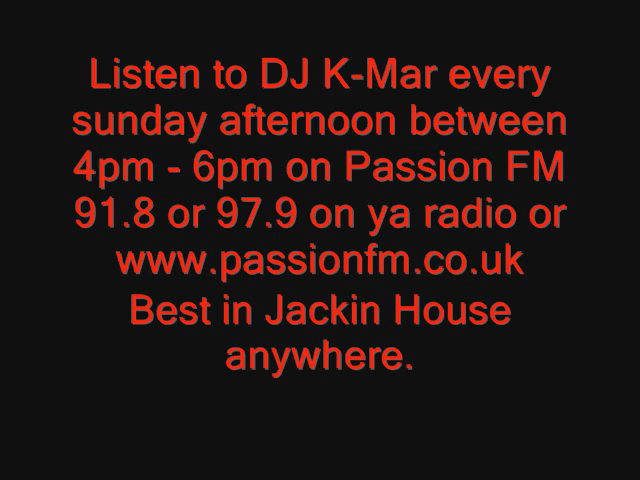 Listen to DJ K-Mar every
sunday afternoon between
4pm - 6pm on Passion FM
91.8 or 97.9 on ya radio or
www.passionfm.co.uk
Best in Jackin House
anywhere.